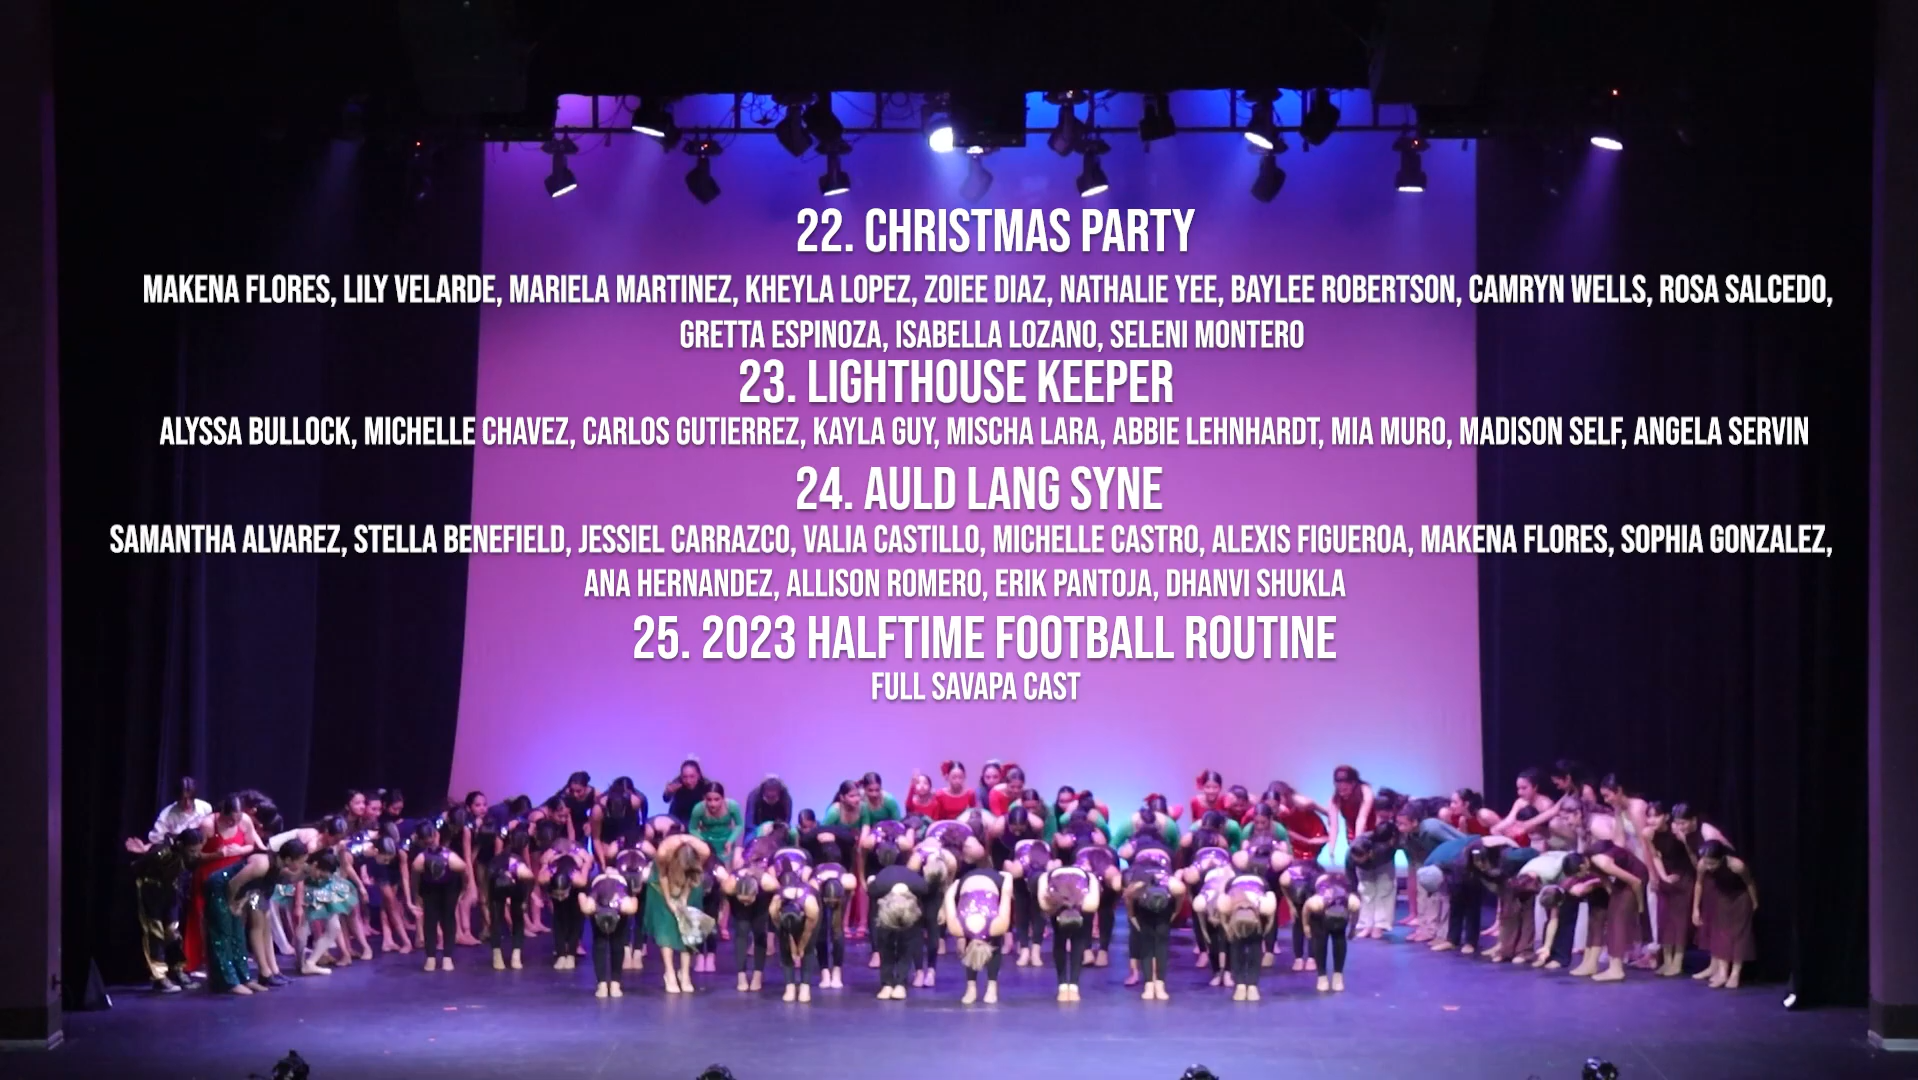 22. CHRISTMAS PARTY
MAKENA FLORES, LILY VELARDE, MARIELA MARTINEZ, KHEYLA LOPEZ, ZOIEE DIAZ, NATHALIE YEE, BAYLEE ROBERTSON, CAMRYN WELLS, ROSA SALCEDO,
GRETTA ESPINOZA, ISABELLA LOZANO, SELENI MONTERO
23. LIGHTHOUSE KEEPER
ALYSSA BULLOCK, MICHELLE CHAVEZ, CARLOS GUTIERREZ, KAYLA GUY, MISCHA LARA, ABBIE LEHNHARDT, MIA MURO, MADISON SELF, ANGELA SERVIN
24. AULD LANG SYNE
SAMANTHA ALVAREZ, STELLA BENEFIELD, JESSIEL CARRAZCO, VALIA CASTILLO, MICHELLE CASTRO, ALEXIS FIGUEROA, MAKENA FLORES, SOPHIA GONZALEZ,
ANA HERNANDEZ, ALLISON ROMERO, ERIK PANTOJA, DHANVI SHUKLA
25. 2023 HALFTIME FOOTBALL ROUTINE
FULL SAVAPA CAST